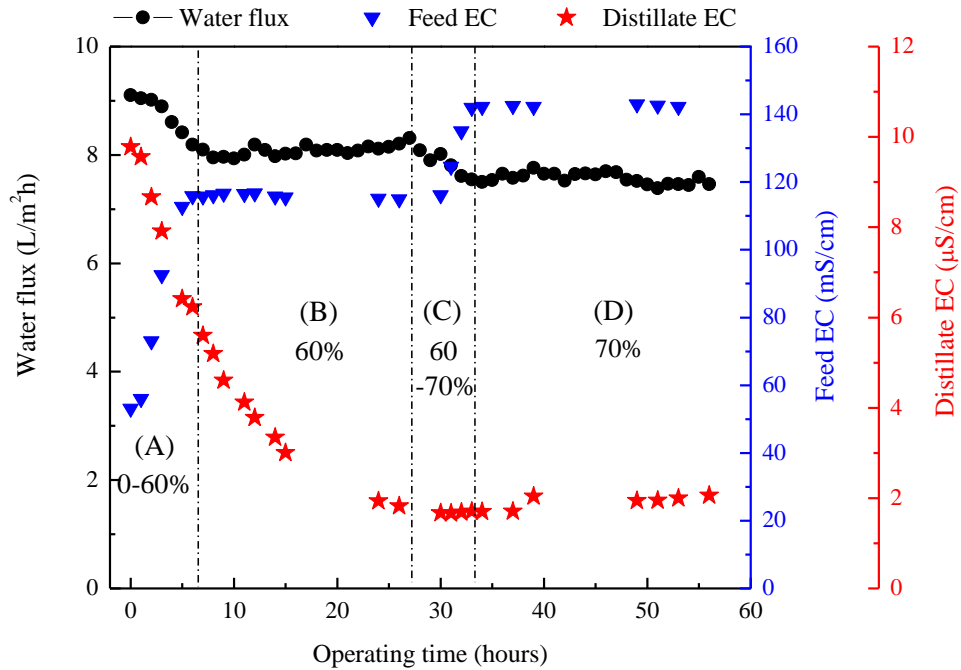 Water flux Feed EC Distillate EC
10
8
6
4
2
0
Water flux (L/m²h)
160
140
120
100
80
60
40
20
0
Feed EC (mS/cm)
12
10
8
6
4
2
0
Distillate EC (μS/cm)
(A)
0-60%
(B)
60%
(C)
60
-70%
(D)
70%
0 10 20 30 40 50 60
Operating time (hours)